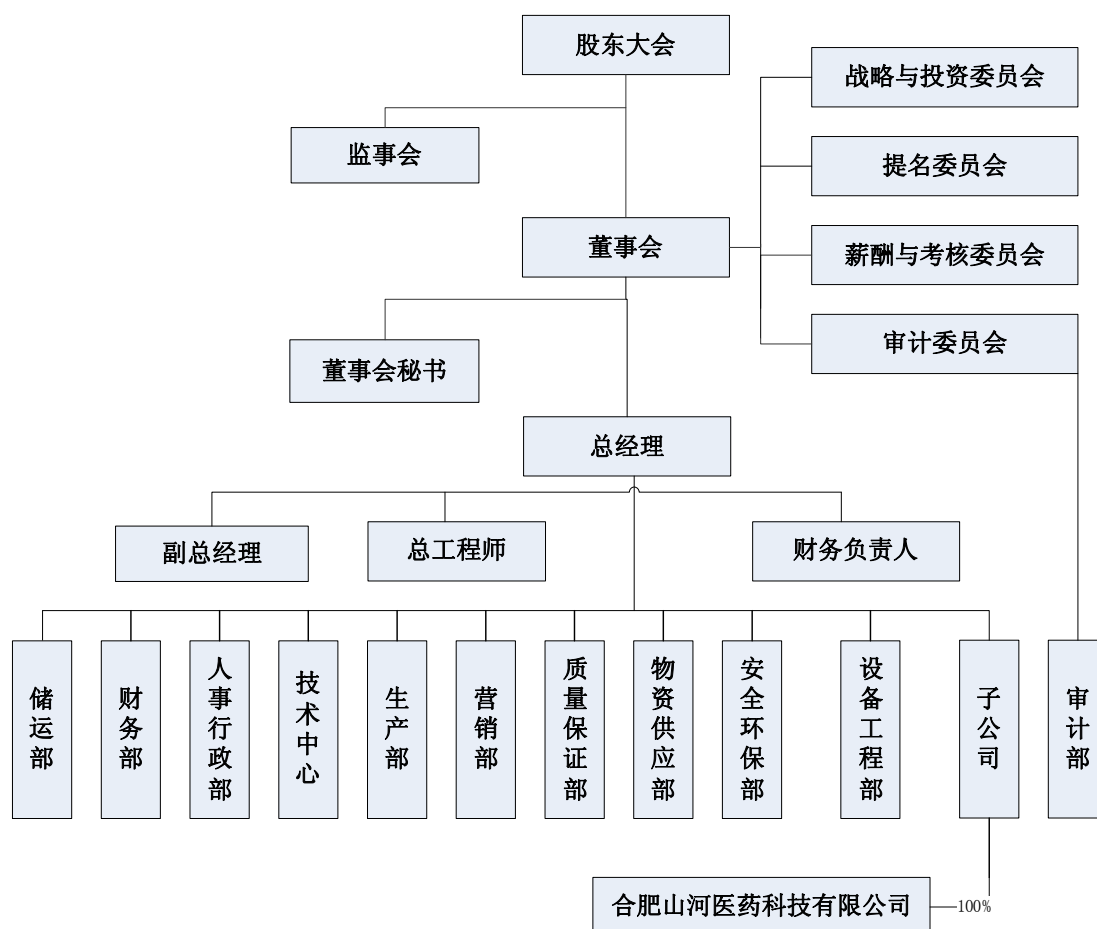 股东大会
战略与投资委员会
监事会
提名委员会
董事会
薪酬与考核委员会
董事会秘书
审计委员会
总经理
副总经理
总工程师
财务负责人
储运部
财务部
人事行政部
技术中心
生产部
营销部
质量保证部
物资供应部
安全环保部
设备工程部
子公司
审计部
合肥山河医药科技有限公司
100%